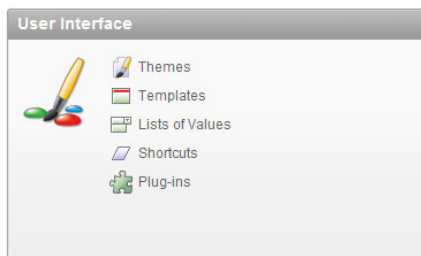 User Interface
Themes
Templates
Lists of Values
Shortcuts
Plug-ins